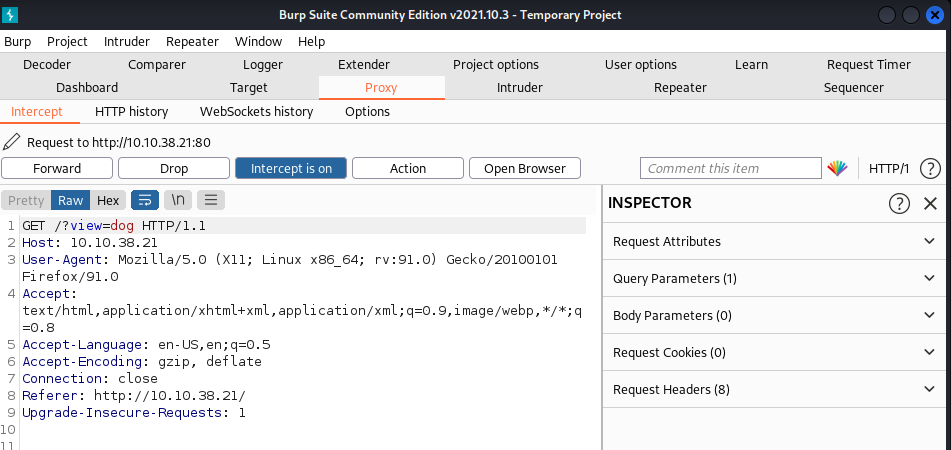 Burp Suite Community Edition v2021.10.3 - Temporary Project
Burp Project Intruder Repeater Window Help
Decoder Comparer Logger Extender Project options User options Learn Request Timer
Dashboard Target Proxy Intruder Repeater Sequencer
Intercept HTTP history WebSockets history Options
Request to http://10.10.38.21:80
Forward Drop Intercept is on Action Open Browser Comment this item HTTP/1 ?
Pretty Raw Hex \n
INSPECTOR ?
1 GET /?view=dog HTTP/1.1
2 Host: 10.10.38.21
3 User-Agent: Mozilla/5.0 (X11; Linux x86_64; rv:91.0) Gecko/20100101
Firefox/91.0
4 Accept:
text/html,application/xhtml+xml,application/xml;q=0.9,image/webp,*/*;q
=0.8
5 Accept-Language: en-US,en;q=0.5
6 Accept-Encoding: gzip, deflate
7 Connection: close
8 Referer: http://10.10.38.21/
9 Upgrade-Insecure-Requests: 1
10
11
Request Attributes
Query Parameters (1)
Body Parameters (0)
Request Cookies (0)
Request Headers (8)